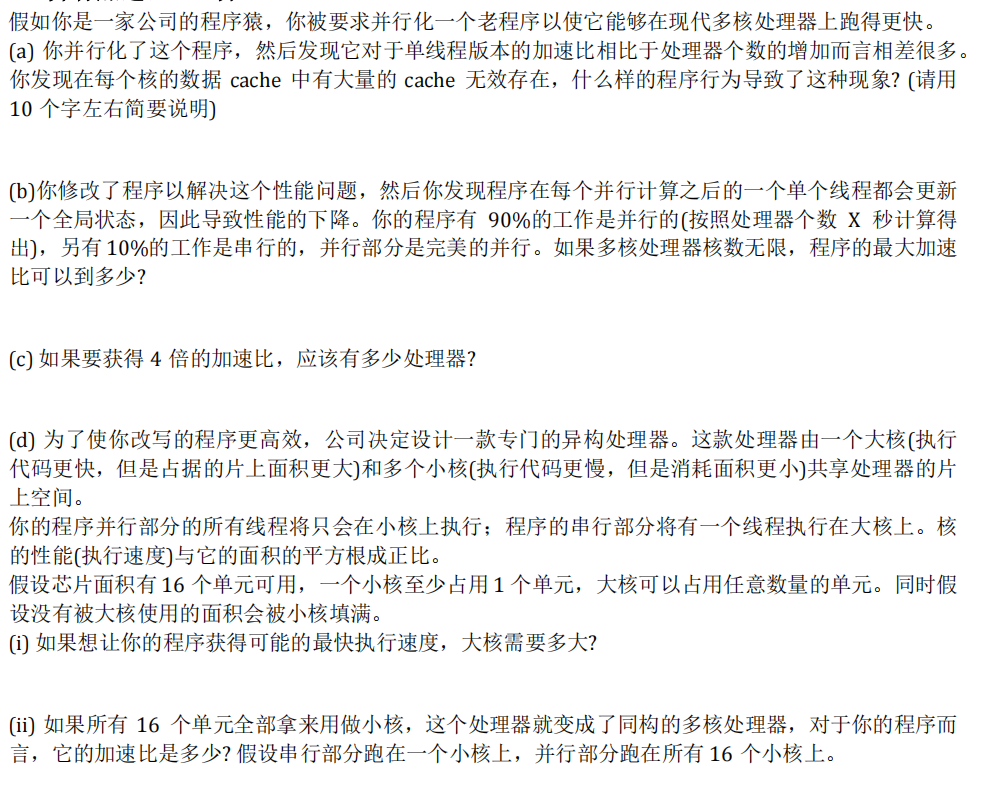 假如你是一家公司的程序猿，你被要求并行化一个老程序以使它能够在现代多核处理器上跑得更快。
(a) 你并行化了这个程序，然后发现它对于单线程版本的加速比相比于处理器个数的增加而言相差很多。
你发现在每个核的数据 cache 中有大量的 cache 无效存在，什么样的程序行为导致了这种现象? (请用
10 个字左右简要说明)
(b)你修改了程序以解决这个性能问题，然后你发现程序在每个并行计算之后的一个单个线程都会更新
一个全局状态，因此导致性能的下降。你的程序有 90%的工作是并行的(按照处理器个数 X 秒计算得
出)，另有 10%的工作是串行的，并行部分是完美的并行。如果多核处理器核数无限，程序的最大加速
比可以到多少?
(c) 如果要获得 4 倍的加速比，应该有多少处理器?
(d) 为了使你改写的程序更高效，公司决定设计一款专门的异构处理器。这款处理器由一个大核(执行
代码更快，但是占据的片上面积更大)和多个小核(执行代码更慢，但是消耗面积更小)共享处理器的片
上空间。
你的程序并行部分的所有线程将只会在小核上执行；程序的串行部分将有一个线程执行在大核上。核
的性能(执行速度)与它的面积的平方根成正比。
假设芯片面积有 16 个单元可用，一个小核至少占用 1 个单元，大核可以占用任意数量的单元。同时假
设没有被大核使用的面积会被小核填满。
(i) 如果想让你的程序获得可能的最快执行速度，大核需要多大?
(ii) 如果所有 16 个单元全部拿来用做小核，这个处理器就变成了同构的多核处理器，对于你的程序而
言，它的加速比是多少? 假设串行部分跑在一个小核上，并行部分跑在所有 16 个小核上。